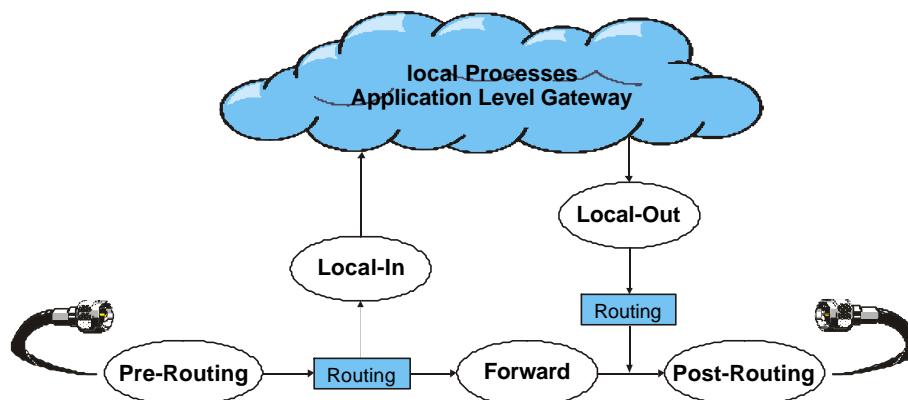 local Processes
Application Level Gateway
Local-Out
Local-In
Routing
Pre-Routing
Routing
Forward
Post-Routing